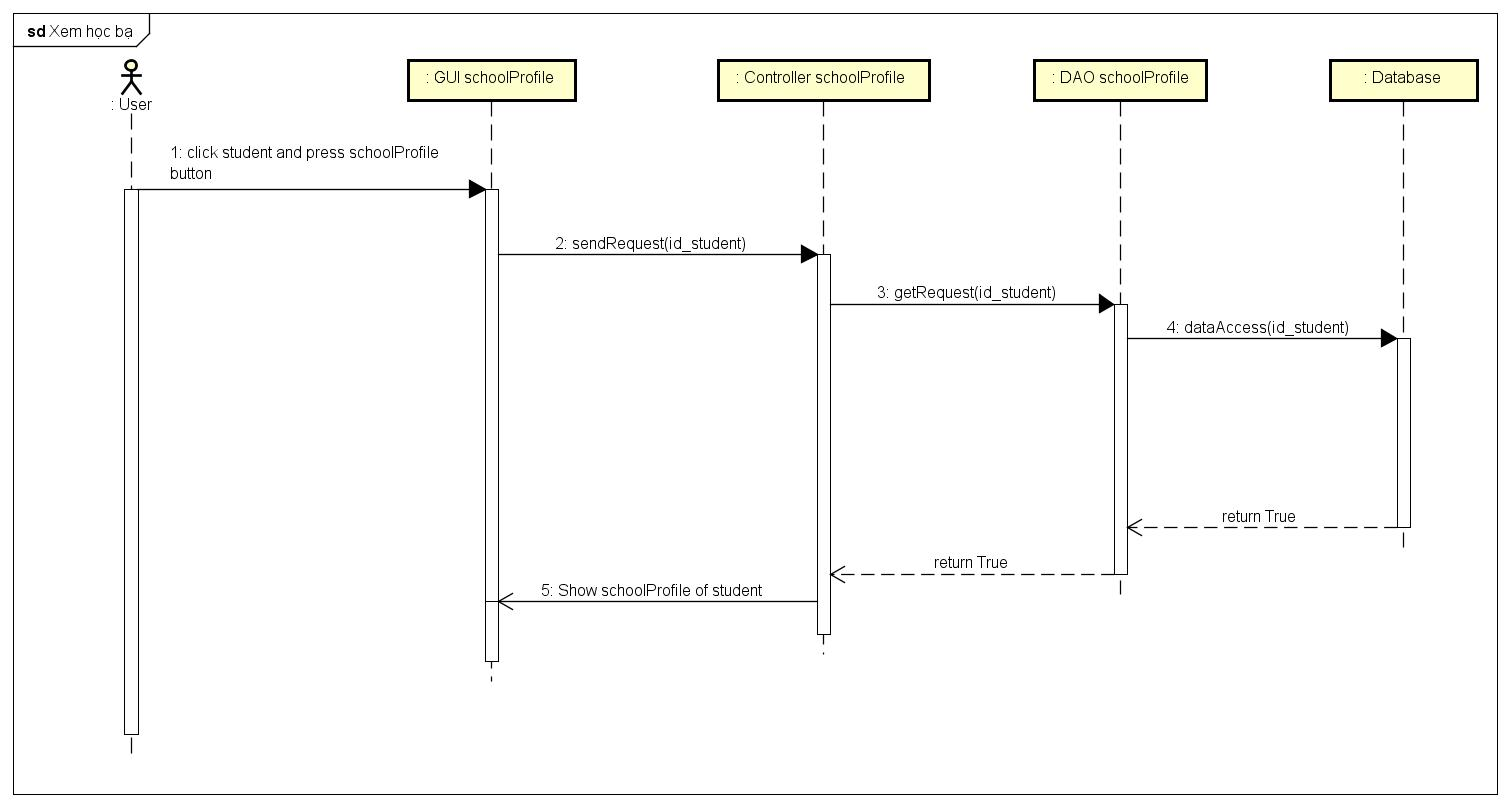 sd Xem học bạ
: User
: GUI schoolProfile
: Controller schoolProfile
: DAO schoolProfile
: Database
1: click student and press schoolProfile
button
2: sendRequest(id_student)
3: getRequest(id_student)
4: dataAccess(id_student)
return True
return True
5: Show schoolProfile of student